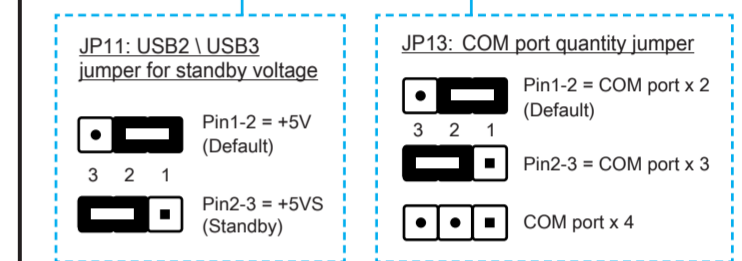 JP11: USB2 \ USB3
jumper for standby voltage
Pin1-2 = +5V
(Default)
3 2 1
Pin2-3 = +5VS
(Standby)
JP13: COM port quantity jumper
Pin1-2 = COM port x 2
(Default)
3 2 1
Pin2-3 = COM port x 3
COM port x 4